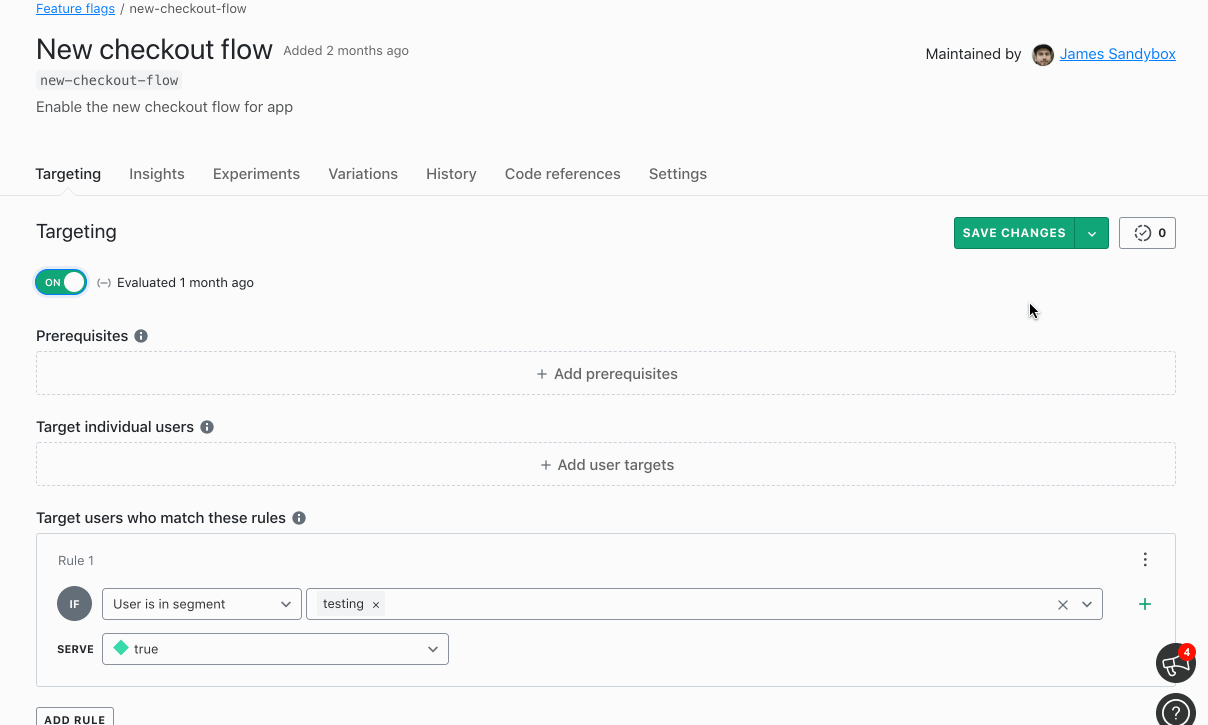 Feature flags / new-checkout-flow
New checkout flow Added 2 months ago
Maintained by James Sandybox
new-checkout-flow
Enable the new checkout flow for app
Targeting Insights Experiments Variations History Code references Settings
Targeting
SAVE CHANGES 0
ON (–) Evaluated 1 month ago
Prerequisites i
+ Add prerequisites
Target individual users i
+ Add user targets
Target users who match these rules i
Rule 1
IF User is in segment testing ×
SERVE true
4
ADD RULE ?